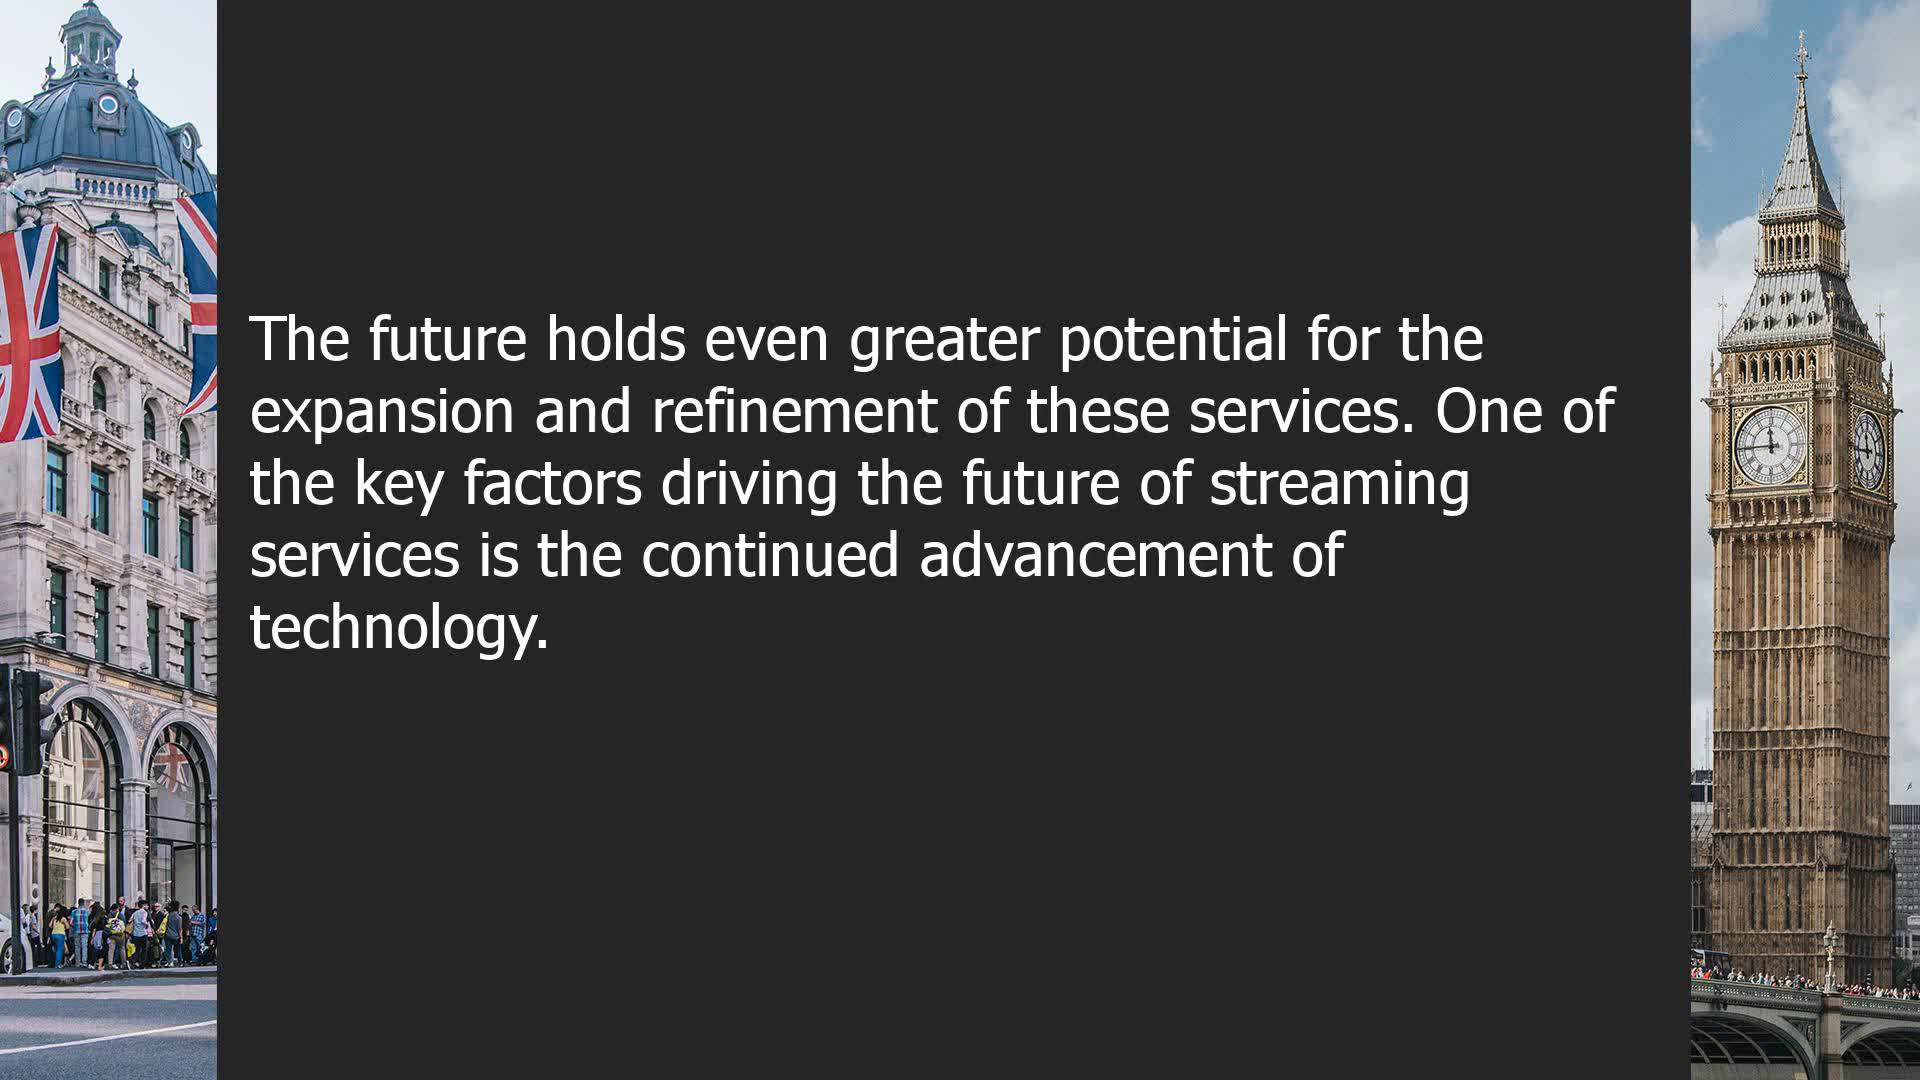 The future holds even greater potential for the
expansion and refinement of these services. One of
the key factors driving the future of streaming
services is the continued advancement of
technology.